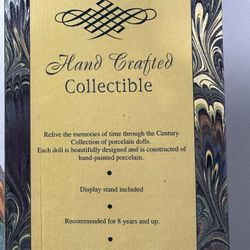 Hand Crafted
Collectible
Relive the memories of time through the Century
Collection of porcelain dolls.
Each doll is beautifully designed and is constructed of
hand-painted porcelain.
Display stand included
Recommended for 8 years and up.